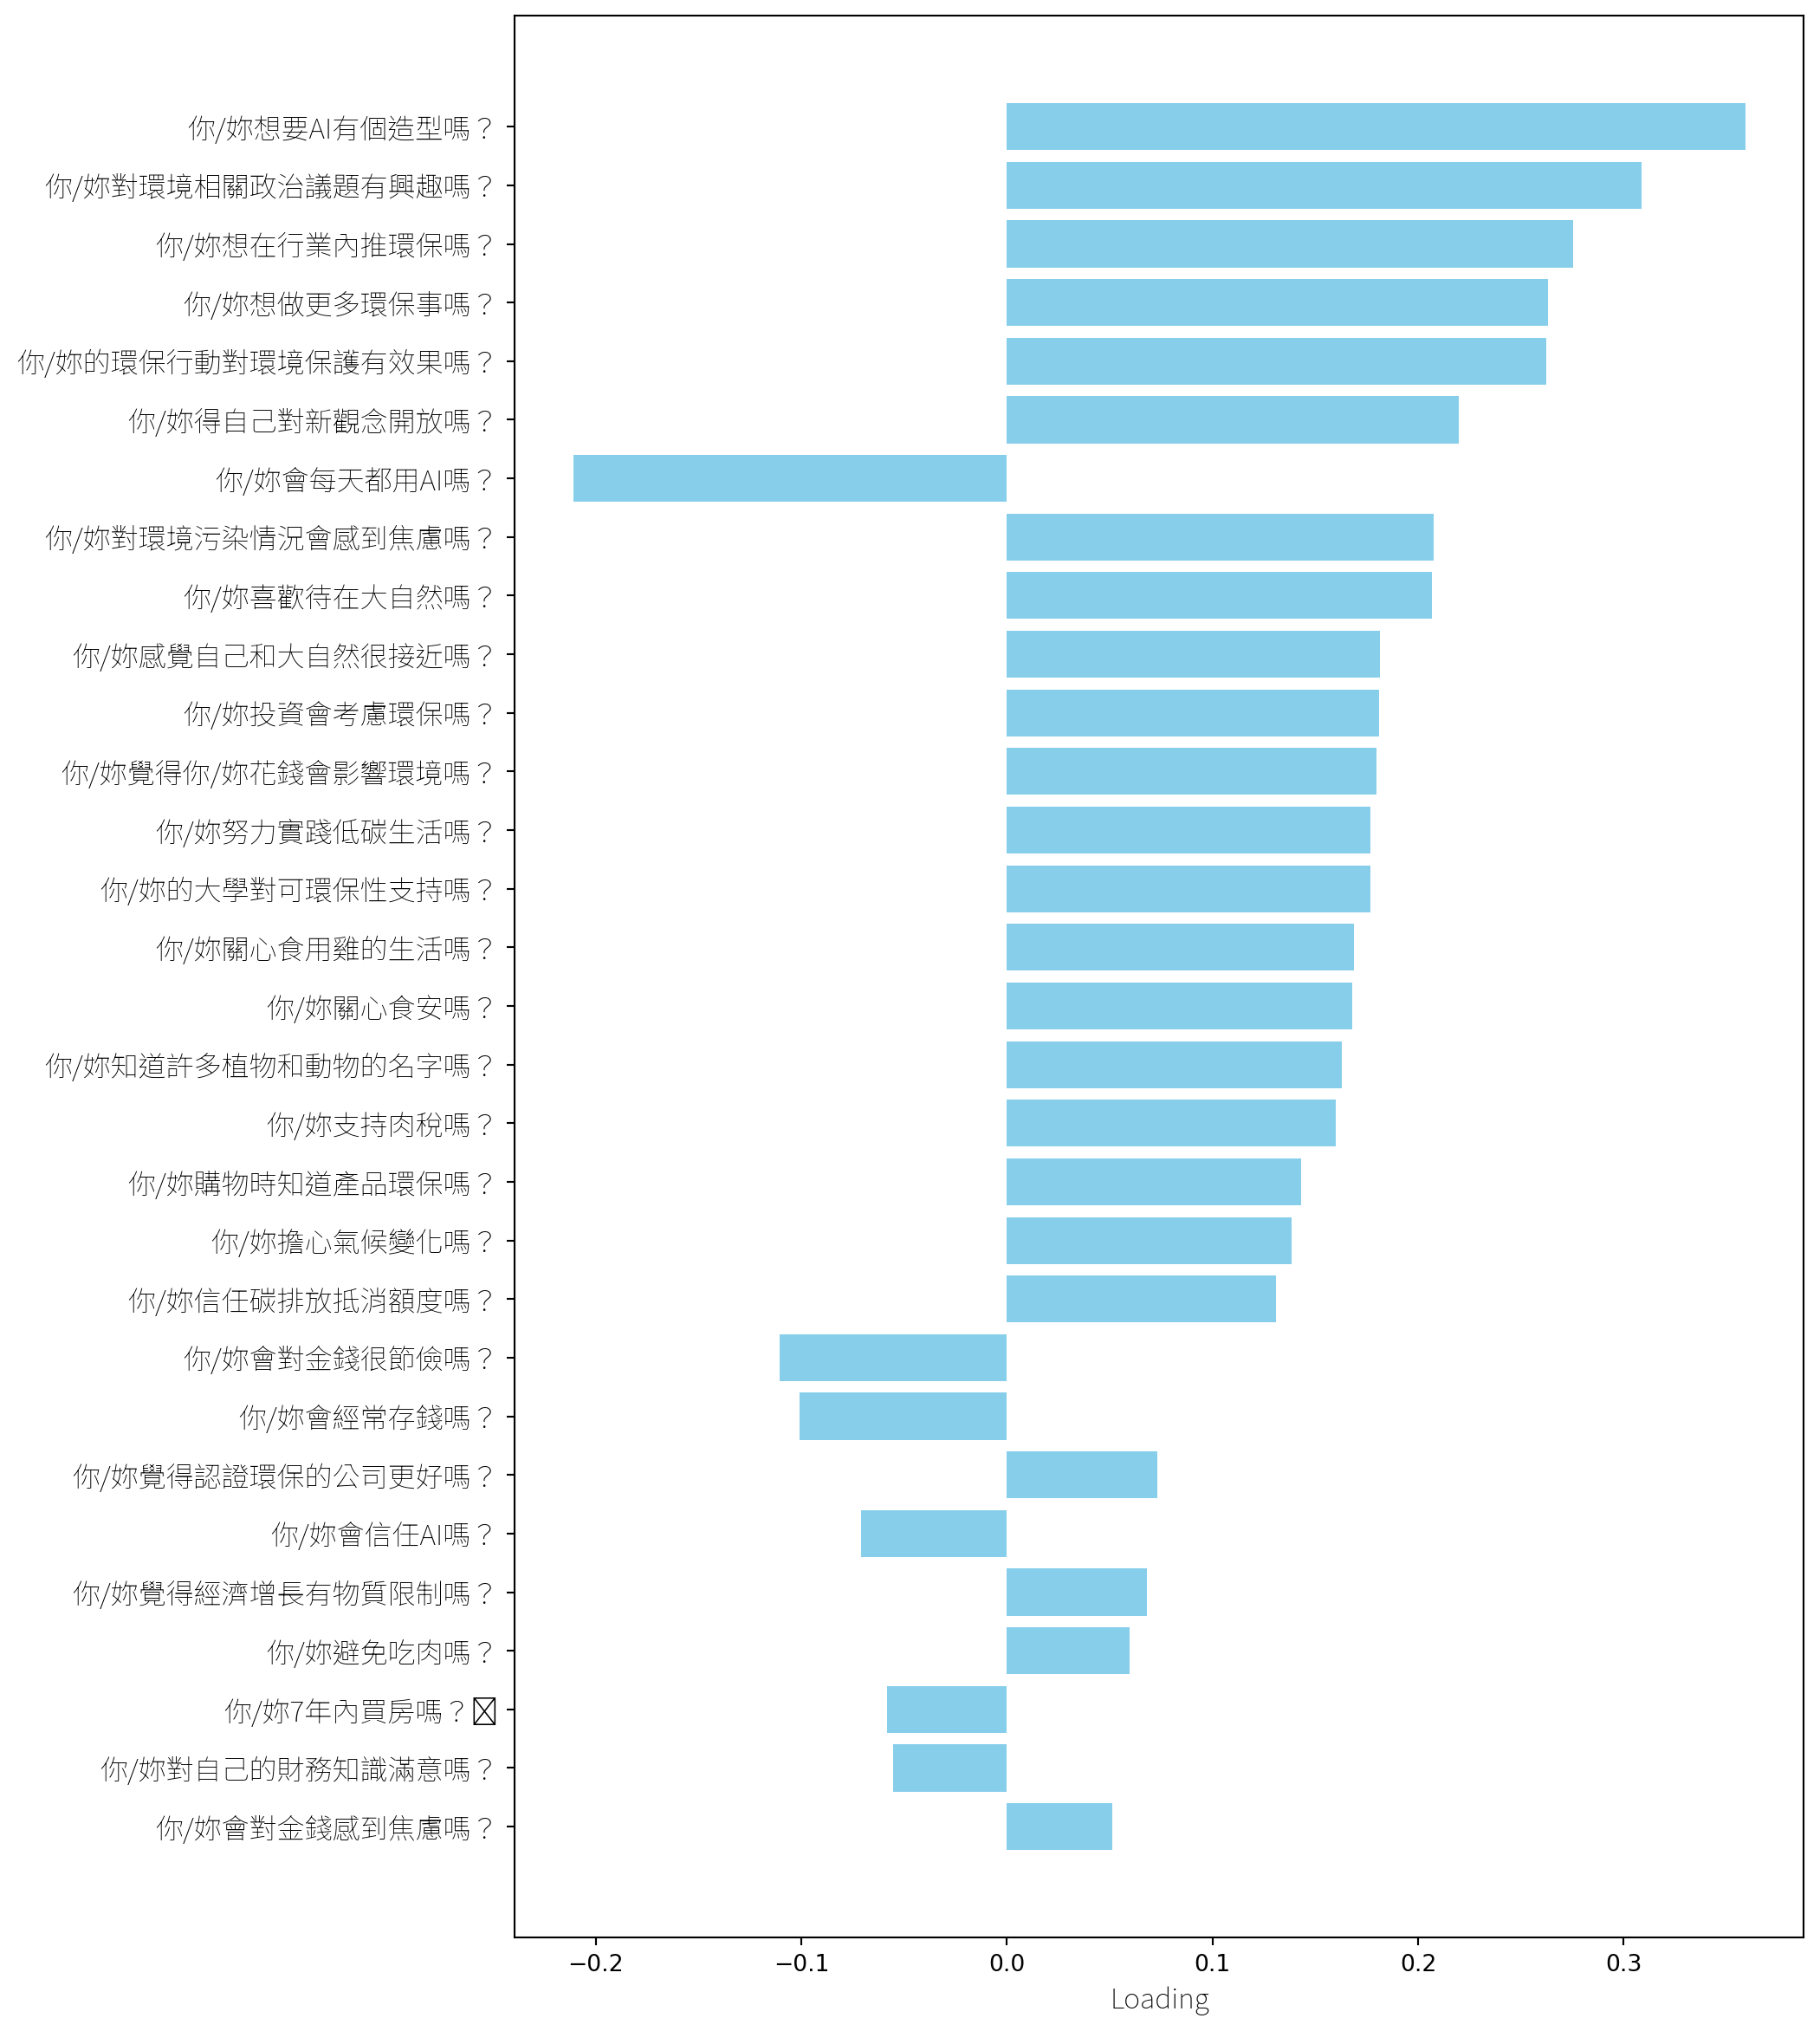 你/妳想要AI有個造型嗎？
你/妳對環境相關政治議題有興趣嗎？
你/妳想在行業內推環保嗎？
你/妳想做更多環保事嗎？
你/妳的環保行動對環境保護有效果嗎？
你/妳得自己對新觀念開放嗎？
你/妳會每天都用AI嗎？
你/妳對環境污染情況會感到焦慮嗎？
你/妳喜歡待在大自然嗎？
你/妳感覺自己和大自然很接近嗎？
你/妳投資會考慮環保嗎？
你/妳覺得你/妳花錢會影響環境嗎？
你/妳努力實踐低碳生活嗎？
你/妳的大學對可環保性支持嗎？
你/妳關心食用雞的生活嗎？
你/妳關心食安嗎？
你/妳知道許多植物和動物的名字嗎？
你/妳支持肉稅嗎？
你/妳購物時知道產品環保嗎？
你/妳擔心氣候變化嗎？
你/妳信任碳排放抵消額度嗎？
你/妳會對金錢很節儉嗎？
你/妳會經常存錢嗎？
你/妳覺得認證環保的公司更好嗎？
你/妳會信任AI嗎？
你/妳覺得經濟增長有物質限制嗎？
你/妳避免吃肉嗎？
你/妳7年內買房嗎？
你/妳對自己的財務知識滿意嗎？
你/妳會對金錢感到焦慮嗎？
−0.2 −0.1 0.0 0.1 0.2 0.3
Loading